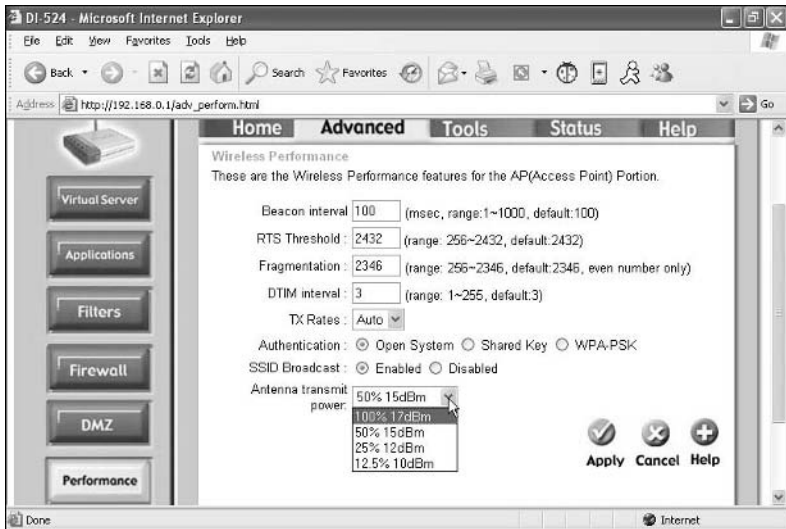 DI-524 - Microsoft Internet Explorer
File Edit View Favorites Tools Help
Back Search Favorites
Address http://192.168.0.1/adv_perform.html Go
Home Advanced Tools Status Help
Wireless Performance
These are the Wireless Performance features for the AP(Access Point) Portion.
Virtual Server
Applications
Filters
Firewall
DMZ
Performance
Beacon interval 100 (msec, range:1~1000, default:100)
RTS Threshold : 2432 (range: 256~2432, default:2432)
Fragmentation : 2346 (range: 256~2346, default:2346, even number only)
DTIM interval : 3 (range: 1~255, default:3)
TX Rates : Auto
Authentication : Open System Shared Key WPA-PSK
SSID Broadcast : Enabled Disabled
Antenna transmit power: 50% 15dBm
100% 17dBm
50% 15dBm
25% 12dBm
12.5% 10dBm
Apply Cancel Help
Done Internet